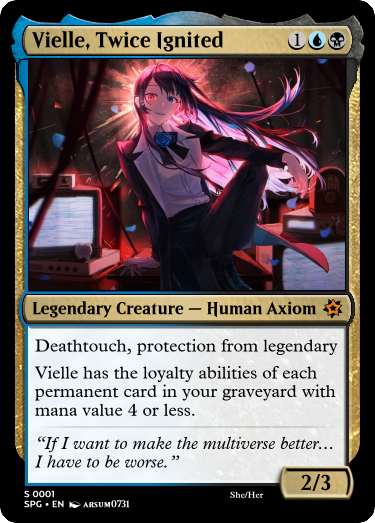 Vielle, Twice Ignited 1
Legendary Creature — Human Axiom
Deathtouch, protection from legendary
Vielle has the loyalty abilities of each
permanent card in your graveyard with
mana value 4 or less.
“If I want to make the multiverse better…
I have to be worse.”
2/3
S 0001
SPG • EN ARSUM0731
She/Her